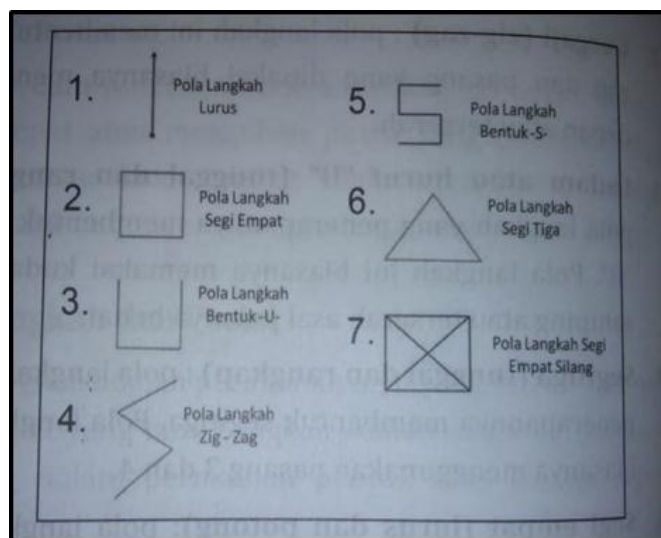 1. Pola Langkah
Lurus
2. Pola Langkah
Segi Empat
3. Pola Langkah
Bentuk-U-
4. Pola Langkah
Zig-Zag
5. Pola Langkah
Bentuk-S-
6. Pola Langkah
Segi Tiga
7. Pola Langkah Segi
Empat Silang